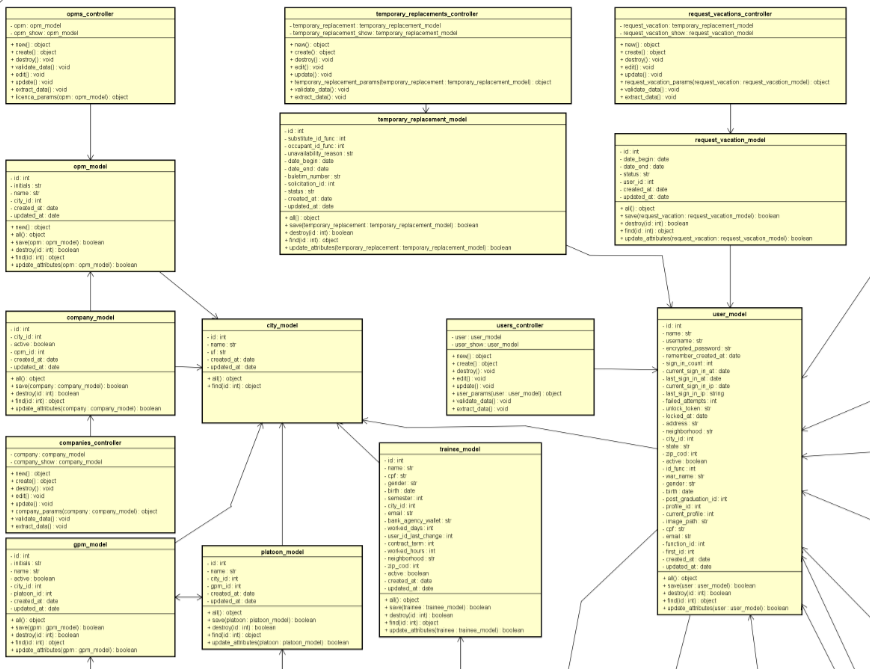 opms_controller
- opm : opm_model
- opm_show : opm_model
+ new() : object
+ create() : object
+ destroy() : void
+ validate_data() : void
+ edit() : void
+ update() : void
+ extract_data() : void
+ licenca_params(opm : opm_model) : object
temporary_replacements_controller
- temporary_replacement : temporary_replacement_model
- temporary_replacement_show : temporary_replacement_model
+ new() : object
+ create() : object
+ destroy() : void
+ edit() : void
+ update() : void
+ temporary_replacement_params(temporary_replacement : temporary_replacement_model) : object
+ validate_data() : void
+ extract_data() : void
request_vacations_controller
- request_vacation : temporary_replacement_model
- request_vacation_show : request_vacation_model
+ new() : object
+ create() : object
+ destroy() : void
+ edit() : void
+ update() : void
+ request_vacation_params(request_vacation : request_vacation_model) : object
+ validate_data() : void
+ extract_data() : void
temporary_replacement_model
- id : int
- substitute_id_func : int
- occupant_id_func : int
- unavailability_reason : str
- date_begin : date
- date_end : date
- buletim_number : str
- solicitation_id : int
- status : str
- created_at : date
- updated_at : date
+ all() : object
+ save(temporary_replacement : temporary_replacement_model) : boolean
+ destroy(id : int) : boolean
+ find(id : int) : object
+ update_attributes(temporary_replacement : temporary_replacement_model) : boolean
request_vacation_model
- id : int
- date_begin : date
- date_end : date
- status : str
- user_id : int
- created_at : date
- updated_at : date
+ all() : object
+ save(request_vacation : request_vacation_model) : boolean
+ destroy(id : int) : boolean
+ find(id : int) : object
+ update_attributes(request_vacation : request_vacation_model) : boolean
opm_model
- id : int
- initials : str
- name : str
- city_id : int
- created_at : date
- updated_at : date
+ new() : object
+ all() : object
+ save(opm : opm_model) : boolean
+ destroy(id : int) : boolean
+ find(id : int) : object
+ update_attributes(opm : opm_model) : boolean
company_model
- id : int
- city_id : int
- active : boolean
- opm_id : int
- created_at : date
- updated_at : date
+ all() : object
+ save(company : company_model) : boolean
+ destroy(id : int) : boolean
+ find(id : int) : object
+ update_attributes(company : company_model) : boolean
city_model
- id : int
- name : str
- uf : str
- created_at : date
- updated_at : date
+ all() : object
+ find(id : int) : object
users_controller
- user : user_model
- user_show : user_model
+ new() : object
+ create() : object
+ destroy() : void
+ edit() : void
+ update() : void
+ user_params(user : user_model) : object
+ validate_data() : void
+ extract_data() : void
user_model
- id : int
- name : str
- username : str
- encrypted_password : str
- remember_created_at : date
- sign_in_count : int
- current_sign_in_at : date
- last_sign_in_at : date
- current_sign_in_ip : date
- last_sign_in_ip : string
- failed_attempts : int
- unlock_token : str
- locked_at : date
- address : str
- neighborhood : str
- city_id : int
- state : str
- zip_cod : int
- active : boolean
- id_func : int
- war_name : str
- gender : str
- birth : date
- post_graduation_id : int
- profile_id : int
- current_profile : int
- image_path : str
- cpf : str
- email : str
- function_id : int
- first_id : int
- created_at : date
- updated_at : date
+ all() : object
+ save(user : user_model) : boolean
+ destroy(id : int) : boolean
+ find(id : int) : object
+ update_attributes(user : user_model) : boolean
companies_controller
- company : company_model
- company_show : company_model
+ new() : object
+ create() : object
+ destroy() : void
+ edit() : void
+ update() : void
+ company_params(company : company_model) : object
+ validate_data() : void
+ extract_data() : void
trainee_model
- id : int
- name : str
- cpf : str
- gender : str
- birth : date
- semester : int
- city_id : int
- email : str
- bank_agency_wallet : str
- worked_days : int
- user_id_last_change : int
- contract_term : int
- worked_hours : int
- neighborhood : str
- zip_cod : int
- active : boolean
- created_at : date
- updated_at : date
+ all() : object
+ save(trainee : trainee_model) : boolean
+ destroy(id : int) : boolean
+ find(id : int) : object
+ update_attributes(trainee : trainee_model) : boolean
gpm_model
- id : int
- initials : str
- name : str
- active : boolean
- city_id : int
- platoon_id : int
- created_at : date
- updated_at : date
+ all() : object
+ save(gpm : gpm_model) : boolean
+ destroy(id : int) : boolean
+ find(id : int) : object
+ update_attributes(gpm : gpm_model) : boolean
platoon_model
- id : int
- name : str
- city_id : int
- gpm_id : int
- created_at : date
- updated_at : date
+ all() : object
+ save(platoon : platoon_model) : boolean
+ destroy(id : int) : boolean
+ find(id : int) : object
+ update_attributes(platoon : platoon_model) : boolean